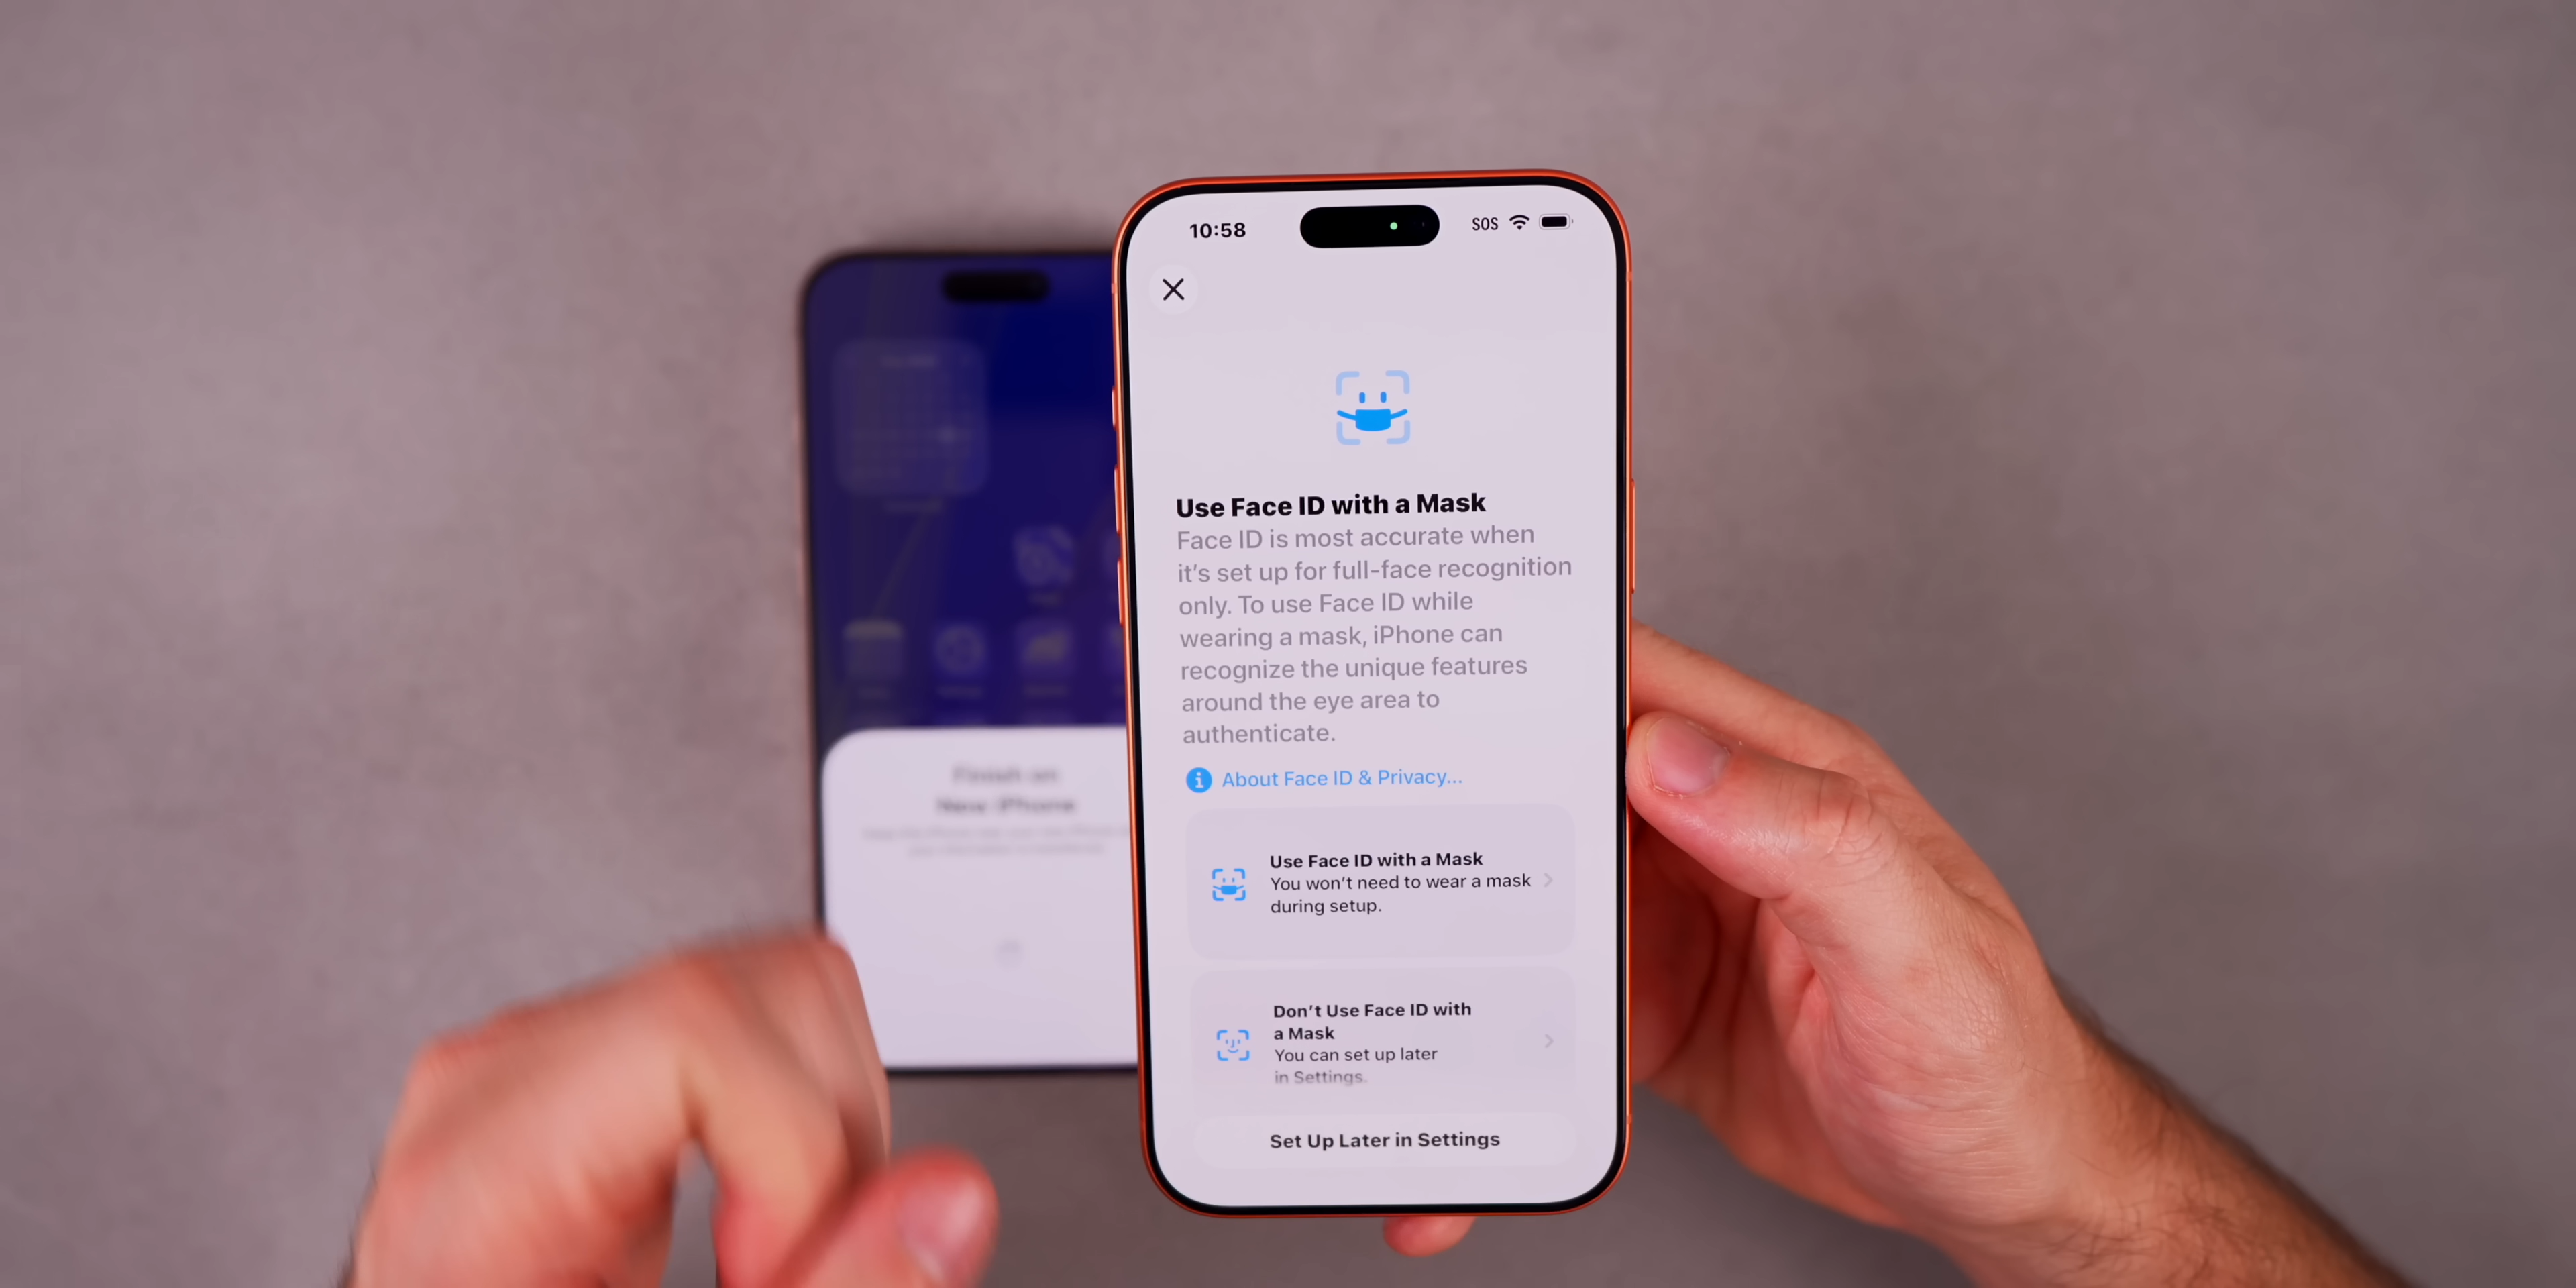 10:58
SOS
Use Face ID with a Mask
Face ID is most accurate when
it's set up for full-face recognition
only. To use Face ID while
wearing a mask, iPhone can
recognize the unique features
around the eye area to
authenticate.
About Face ID & Privacy...
Use Face ID with a Mask
You won't need to wear a mask
during setup.
Don't Use Face ID with
a Mask
You can set up later
in Settings.
Set Up Later in Settings
Finish on
New iPhone